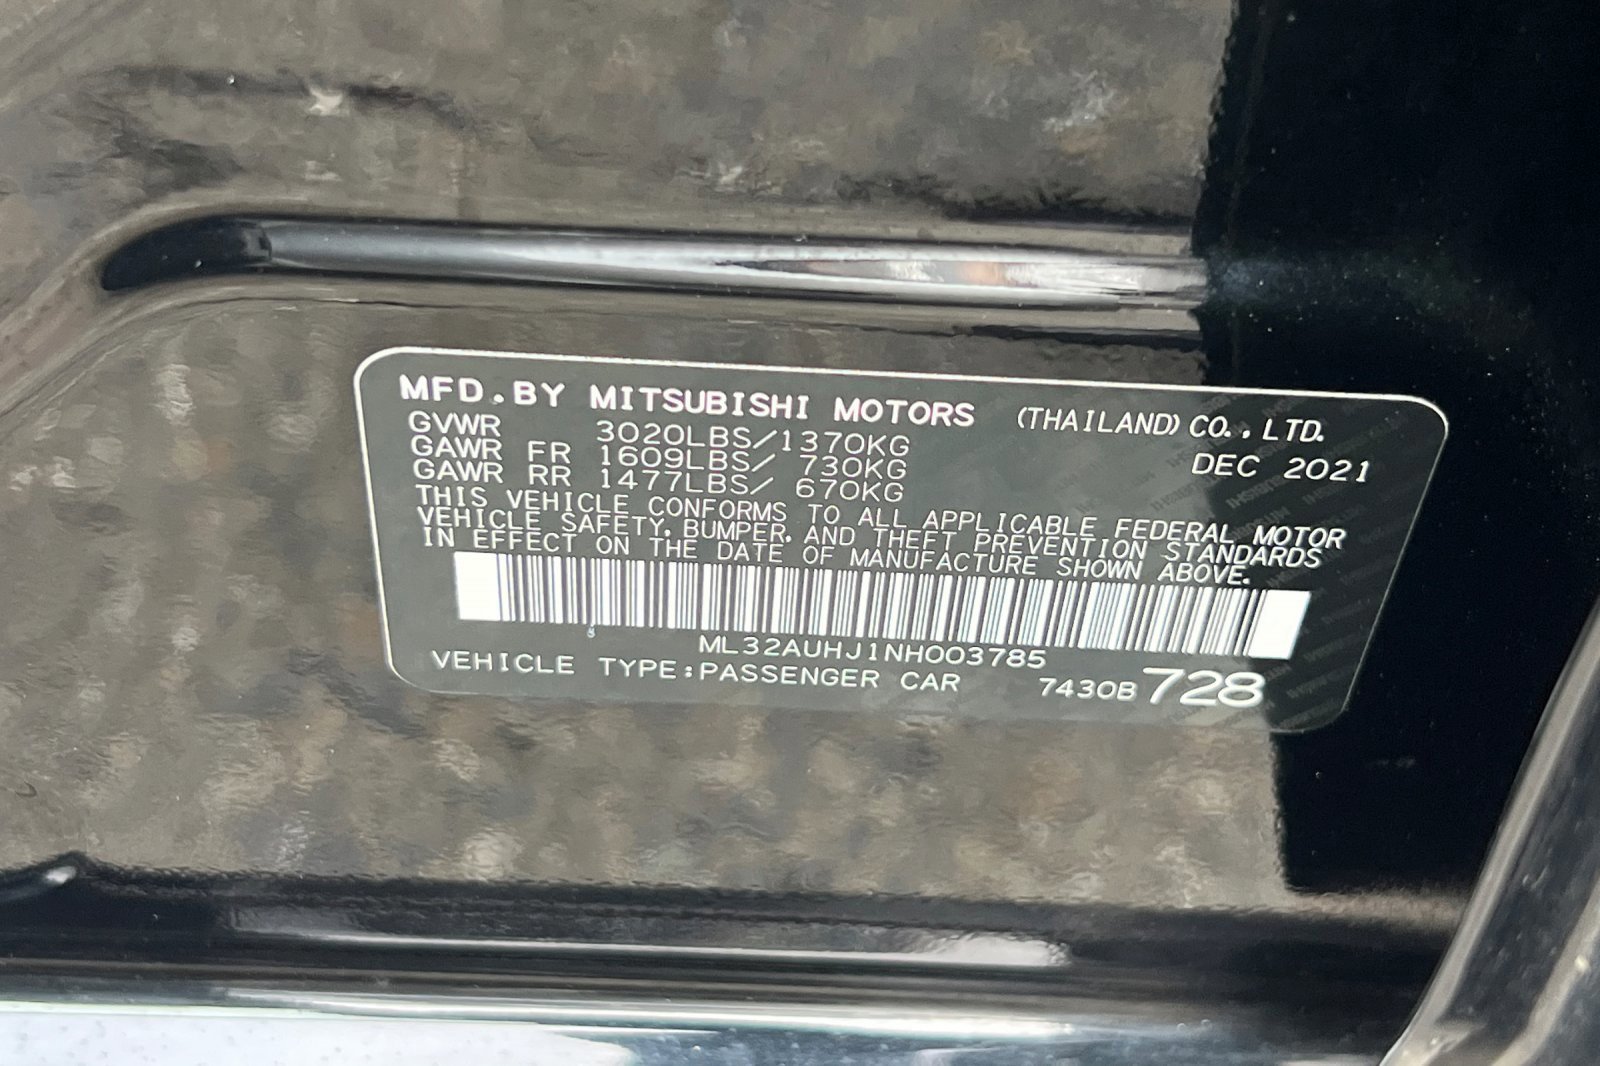 MFD.BY MITSUBISHI MOTORS (THAILAND) CO.,LTD.
GVWR 3020LBS/1370KG DEC 2021
GAWR FR 1609LBS/ 730KG
GAWR RR 1477LBS/ 670KG
THIS VEHICLE CONFORMS TO ALL APPLICABLE FEDERAL MOTOR
VEHICLE SAFETY, BUMPER, AND THEFT PREVENTION STANDARDS
IN EFFECT ON THE DATE OF MANUFACTURE SHOWN ABOVE.
ML32AUHJ1NH003785
VEHICLE TYPE:PASSENGER CAR 7430B 728